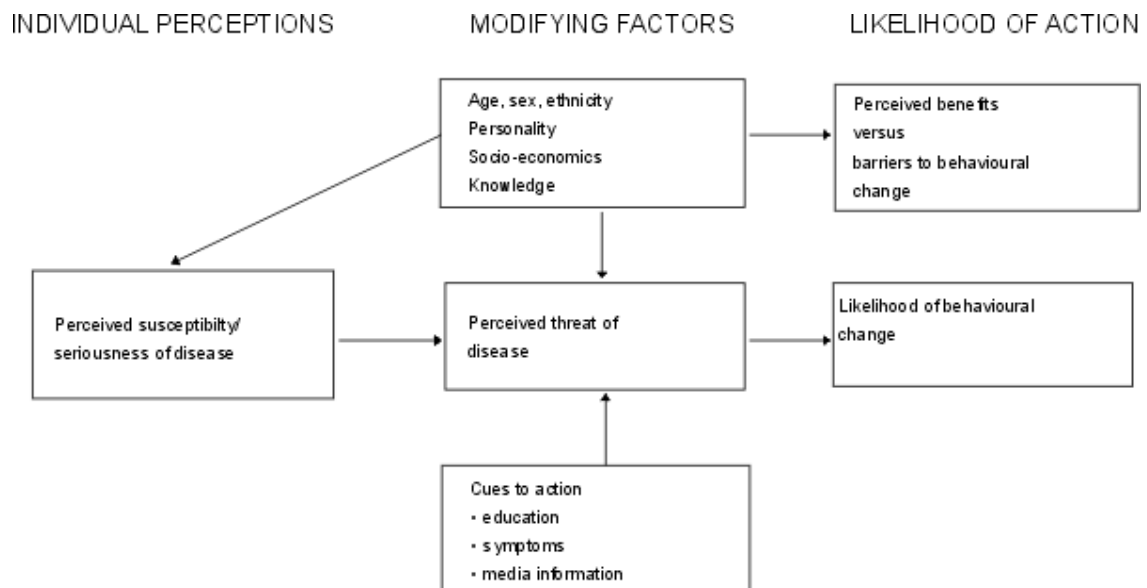 INDIVIDUAL PERCEPTIONS
MODIFYING FACTORS
LIKELIHOOD OF ACTION
Age, sex, ethnicity
Personality
Socio-economics
Knowledge
Perceived benefits
versus
barriers to behavioural
change
Perceived susceptibilty/
seriousness of disease
Perceived threat of
disease
Likelihood of behavioural
change
Cues to action
• education
• symptoms
• media information